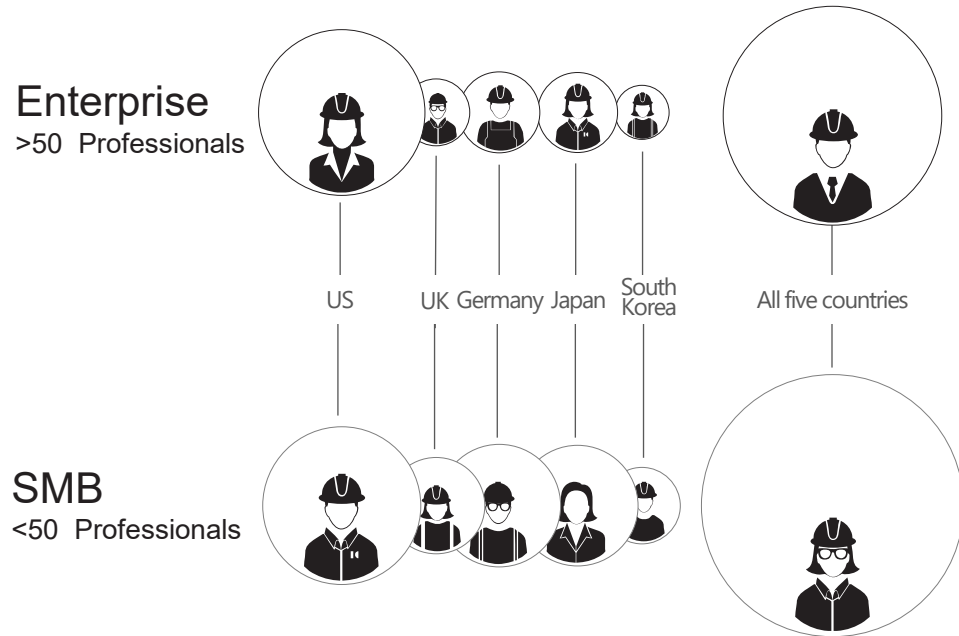 Enterprise
>50 Professionals
US
UK
Germany
Japan
South
Korea
All five countries
SMB
<50 Professionals